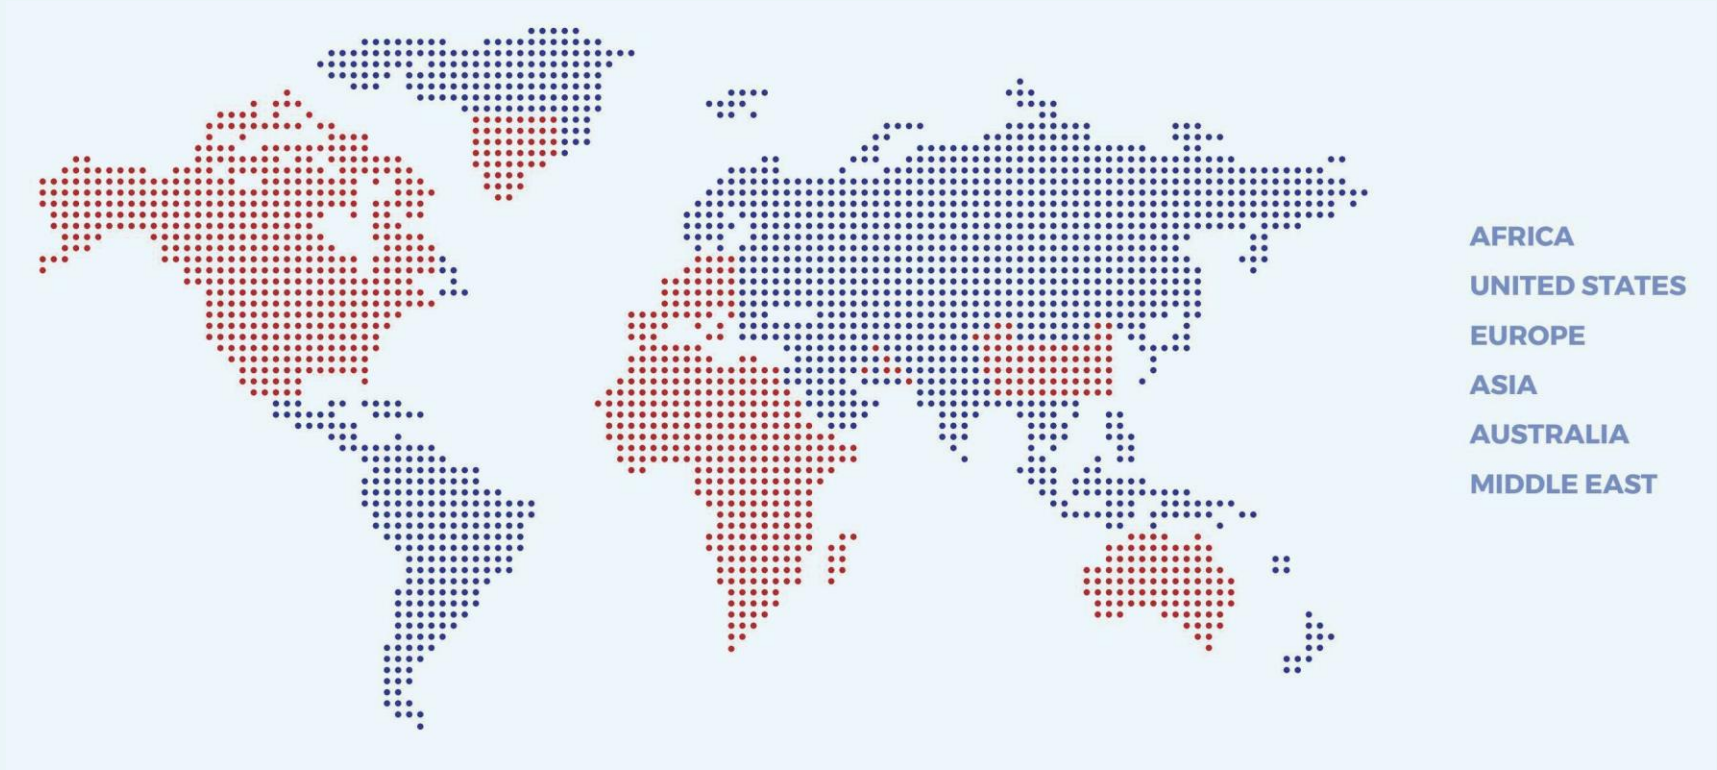 AFRICA
UNITED STATES
EUROPE
ASIA
AUSTRALIA
MIDDLE EAST